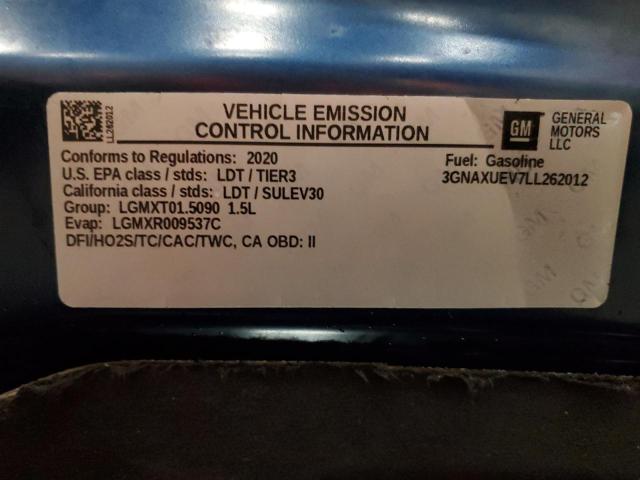 LL262012
VEHICLE EMISSION
CONTROL INFORMATION
GM
GENERAL
MOTORS
LLC
Conforms to Regulations: 2020
U.S. EPA class / stds: LDT / TIER3
California class / stds: LDT / SULEV30
Group: LGMXT01.5090 1.5L
Evap: LGMXR009537C
DFI/HO2S/TC/CAC/TWC, CA OBD: II
Fuel: Gasoline
3GNAXUEV7LL262012